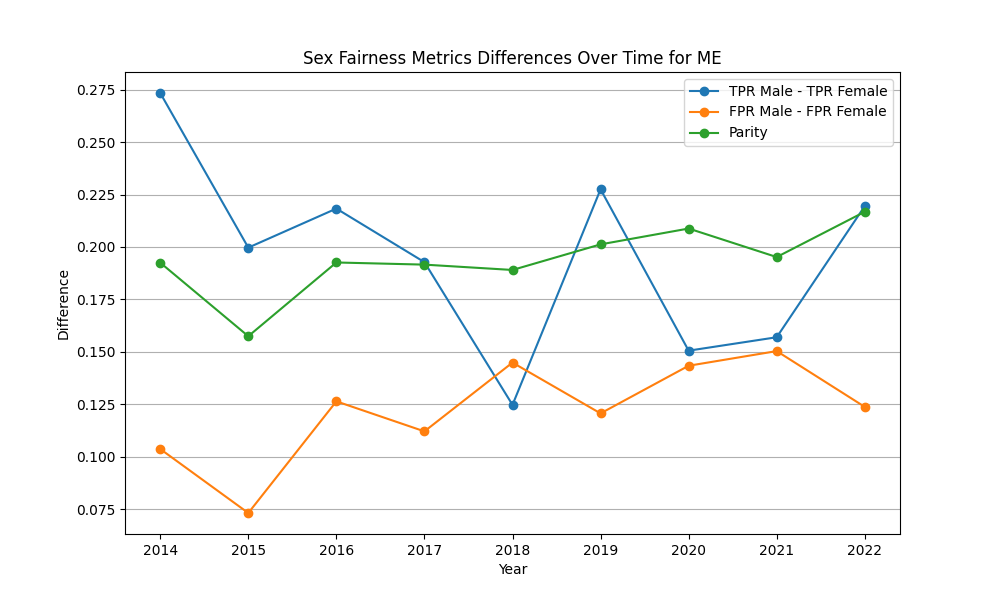 Sex Fairness Metrics Differences Over Time for ME
TPR Male - TPR Female
FPR Male - FPR Female
Parity
0.275
0.250
0.225
0.200
0.175
0.150
0.125
0.100
0.075
Difference
2014 2015 2016 2017 2018 2019 2020 2021 2022
Year